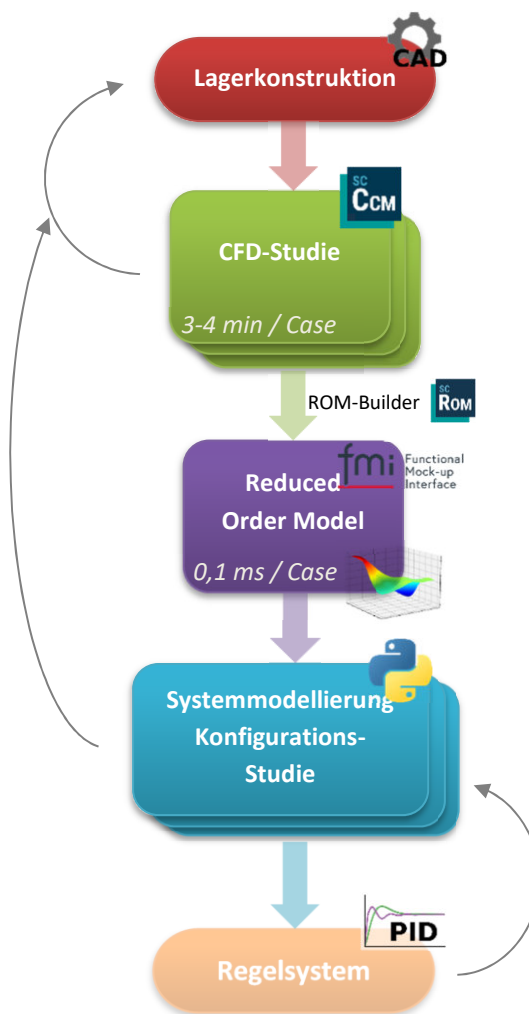 CAD
Lagerkonstruktion
SC
CCM
CFD-Studie
3-4 min / Case
ROM-Builder
SC
ROM
fmi
Functional
Mock-up
Interface
Reduced
Order Model
0,1 ms / Case
Systemmodellierung
Konfigurations-
Studie
PID
Regelsystem